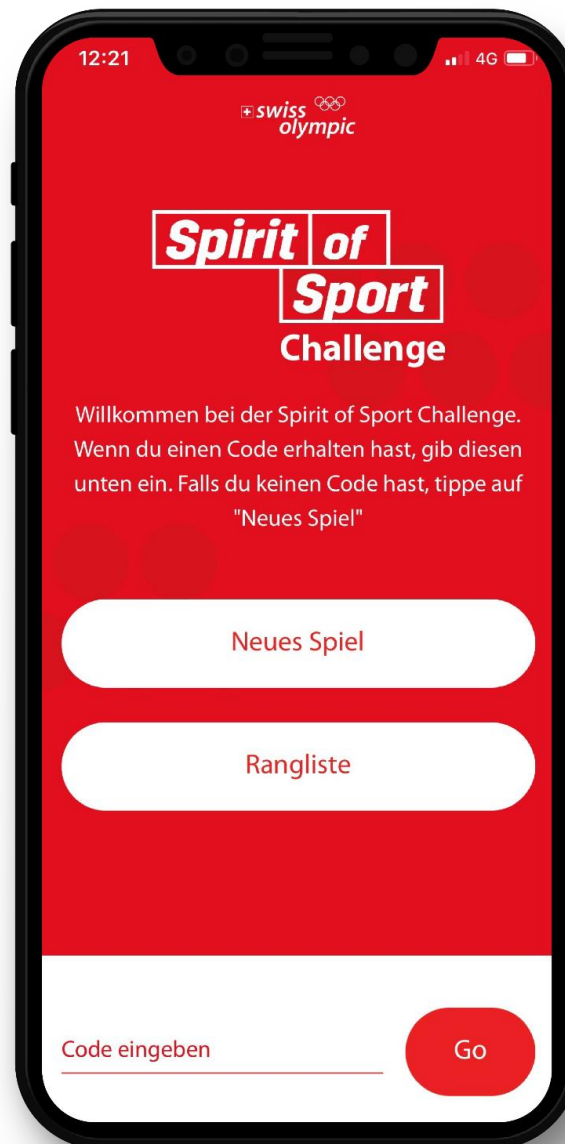 12:21
4G
swiss
olympic
Spirit of
Sport
Challenge
Willkommen bei der Spirit of Sport Challenge.
Wenn du einen Code erhalten hast, gib diesen
unten ein. Falls du keinen Code hast, tippe auf
"Neues Spiel"
Neues Spiel
Rangliste
Code eingeben
Go